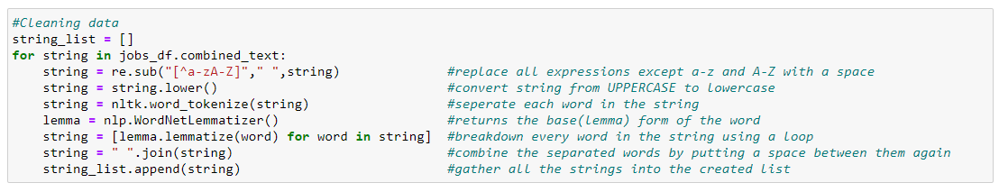 #Cleaning data
string_list = []
for string in jobs_df.combined_text:
    string = re.sub("[^a-zA-Z]"," ",string)               #replace all expressions except a-z and A-Z with a space
    string = string.lower()                               #convert string from UPPERCASE to lowercase
    string = nltk.word_tokenize(string)                   #seperate each word in the string
    lemma = nlp.WordNetLemmatizer()                       #returns the base(lemma) form of the word
    string = [lemma.lemmatize(word) for word in string]  #breakdown every word in the string using a loop
    string = " ".join(string)                             #combine the separated words by putting a space between them again
    string_list.append(string)                            #gather all the strings into the created list